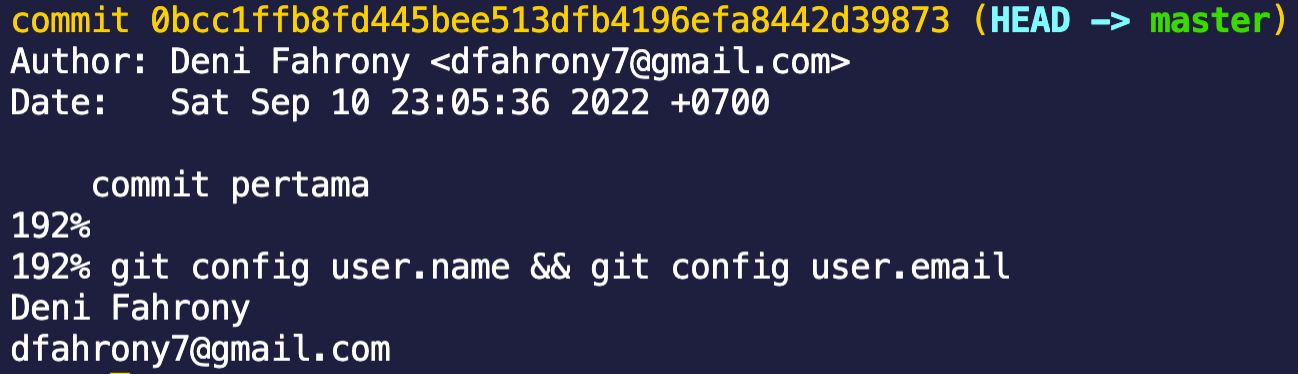 commit 0bcc1ffb8fd445bee513dfb4196efa8442d39873 (HEAD -> master)
Author: Deni Fahrony <dfahrony7@gmail.com>
Date:   Sat Sep 10 23:05:36 2022 +0700
    commit pertama
192%
192% git config user.name && git config user.email
Deni Fahrony
dfahrony7@gmail.com